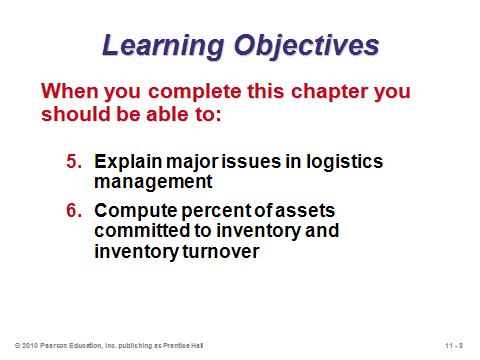 Learning Objectives
When you complete this chapter you
should be able to:
5. Explain major issues in logistics
management
6. Compute percent of assets
committed to inventory and
inventory turnover
© 2010 Pearson Education, Inc. publishing as Prentice Hall 11 - 8